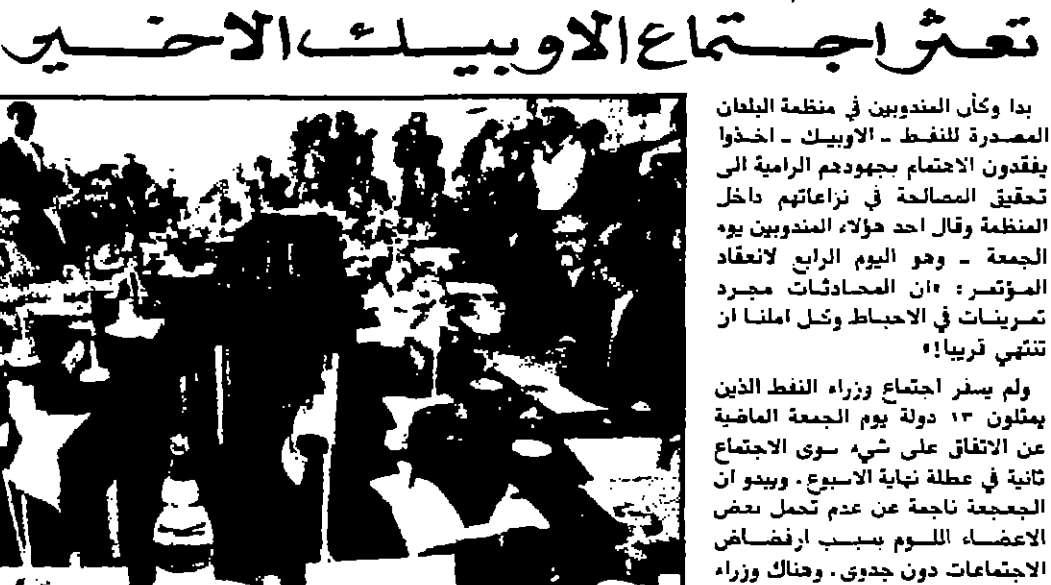 تعثر اجتماع الاوبيك الاخير
بدا وكأن المندوبين في منظمة البلدان
المصدرة للنفط ـ الاوبيك ـ اخذوا
يفقدون الاهتمام بجهودهم الرامية الى
تحقيق المصالحة في نزاعاتهم داخل
المنظمة وقال احد هؤلاء المندوبين يوم
الجمعة ـ وهو اليوم الرابع لانعقاد
المؤتمر: «ان المحادثات مجرد
تمرينات في الاحباط وكل املنا ان
تنتهي قريبا!»
ولم يسفر اجتماع وزراء النفط الذين
يمثلون ١٣ دولة يوم الجمعة الماضية
عن الاتفاق على شيء سوى الاجتماع
ثانية في عطلة نهاية الاسبوع. ويبدو ان
الجعجعة ناجمة عن عدم تحمل بعض
الاعضاء اللوم بسبب ارفضاض
الاجتماعات دون جدوى. وهناك وزراء